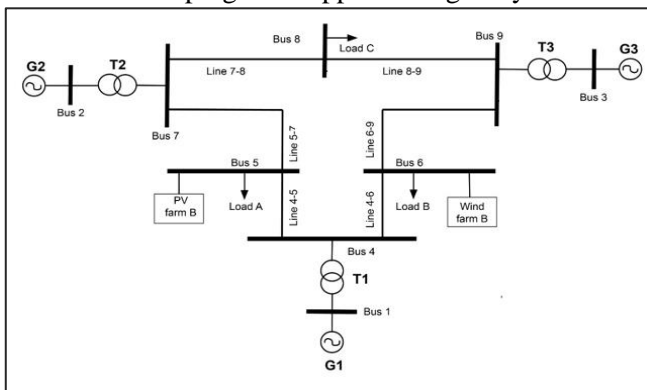 Bus 8
Load C
Bus 9
G2
T2
T3
G3
Line 7-8
Line 8-9
Bus 2
Bus 3
Bus 7
Line 5-7
Line 6-9
Bus 5
Bus 6
PV
farm B
Load A
Line 4-5
Line 4-6
Load B
Wind
farm B
Bus 4
T1
Bus 1
G1